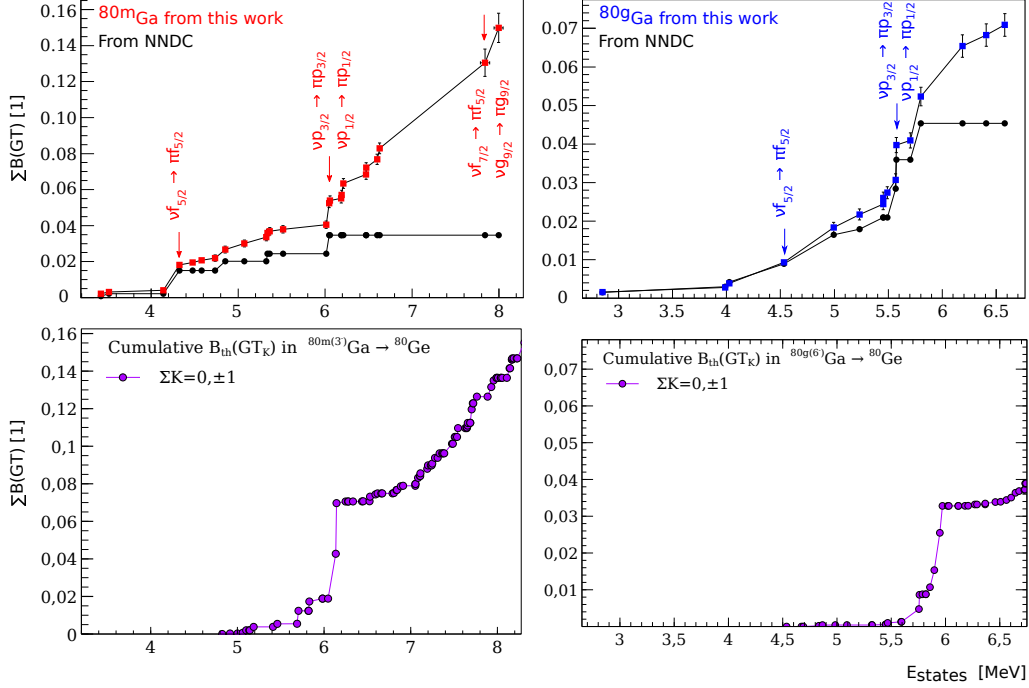 80mGa from this work
From NNDC
ΣB(GT) [1]
0.16
0.14
0.12
0.1
0.08
0.06
0.04
0.02
0
4 5 6 7 8
νf5/2 → πf5/2
νp3/2 → πp3/2
νp1/2 → πp1/2
νf7/2 → πf5/2
νg9/2 → πg9/2
80gGa from this work
From NNDC
0.07
0.06
0.05
0.04
0.03
0.02
0.01
0
3 3.5 4 4.5 5 5.5 6 6.5
νf5/2 → πf5/2
νp3/2 → πp3/2
νp1/2 → πp1/2
Cumulative Bth(GTK) in 80m(3-)Ga → 80Ge
ΣK=0,±1
ΣB(GT) [1]
0,16
0,14
0,12
0,1
0,08
0,06
0,04
0,02
0
4 5 6 7 8
Cumulative Bth(GTK) in 80g(6-)Ga → 80Ge
ΣK=0,±1
0,07
0,06
0,05
0,04
0,03
0,02
0,01
3 3,5 4 4,5 5 5,5 6 6,5
Estates [MeV]